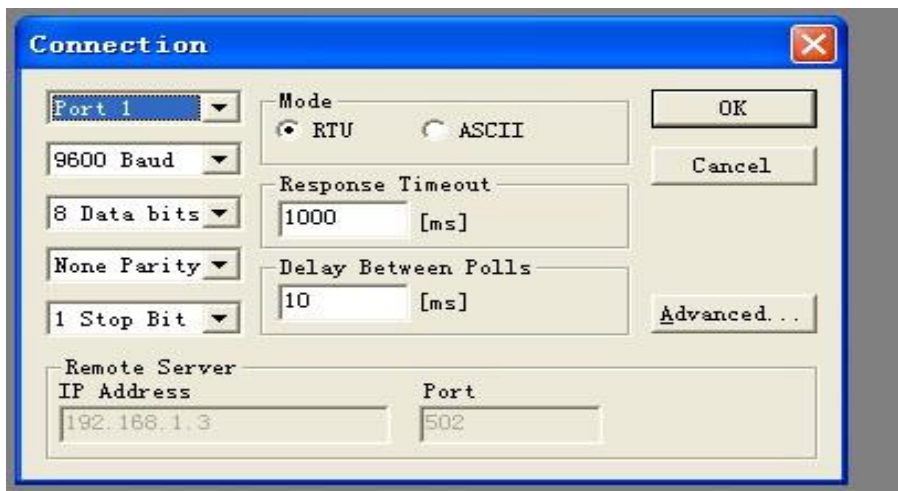 Connection
Port 1
9600 Baud
8 Data bits
None Parity
1 Stop Bit
Mode
RTU
ASCII
Response Timeout
1000 [ms]
Delay Between Polls
10 [ms]
OK
Cancel
Advanced...
Remote Server
IP Address
192.168.1.3
Port
502